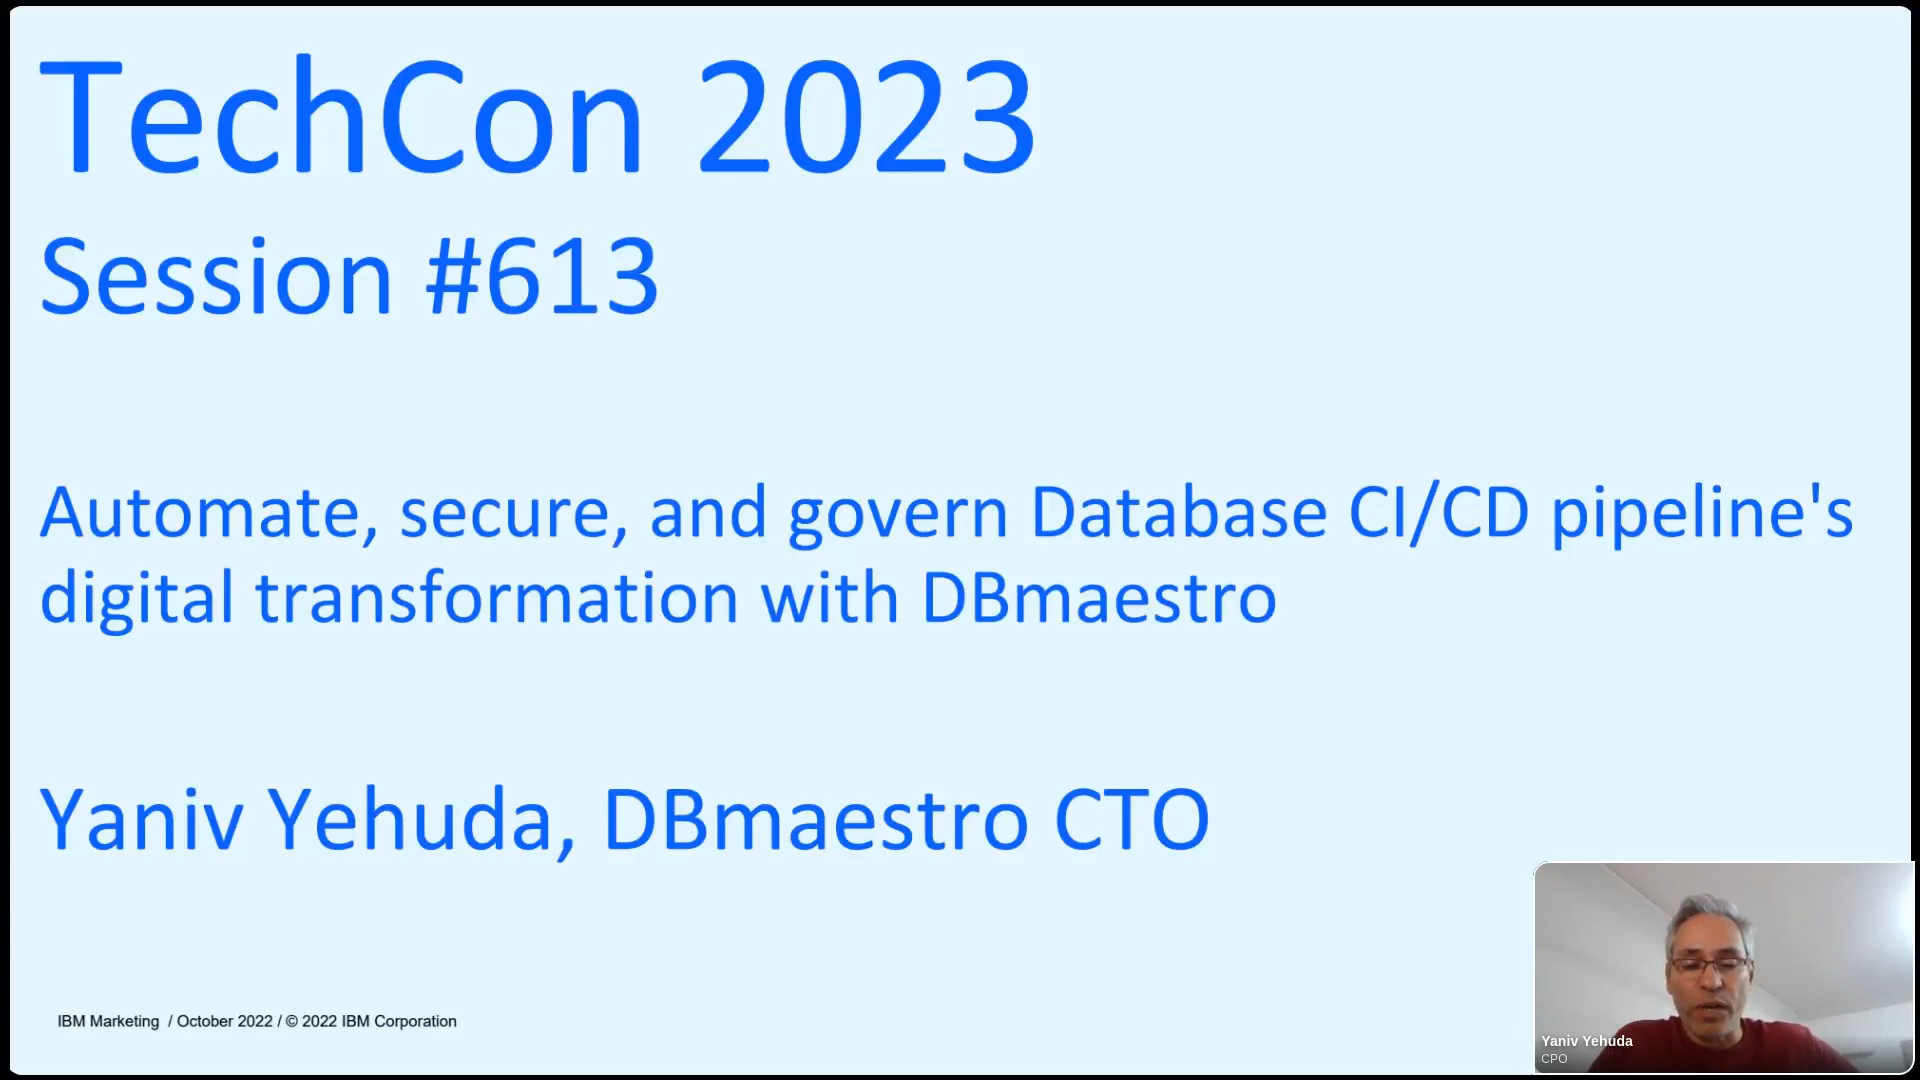 TechCon 2023
Session #613
Automate, secure, and govern Database CI/CD pipeline's
digital transformation with DBmaestro
Yaniv Yehuda, DBmaestro CTO
IBM Marketing / October 2022 / © 2022 IBM Corporation
Yaniv Yehuda
CPO